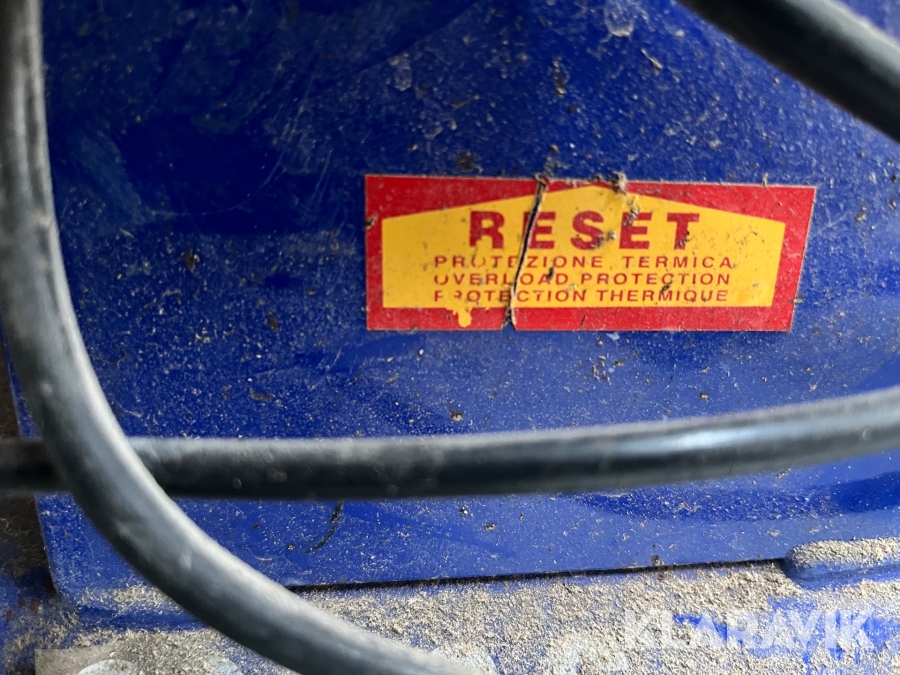 RESET
PROTEZIONE TERMICA
OVERLOAD PROTECTION
PROTECTION THERMIQUE
KLARAVIK